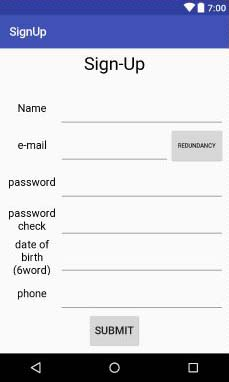 7:00
SignUp
Sign-Up
Name
e-mail
REDUNDANCY
password
password
check
date of
birth
(6word)
phone
SUBMIT